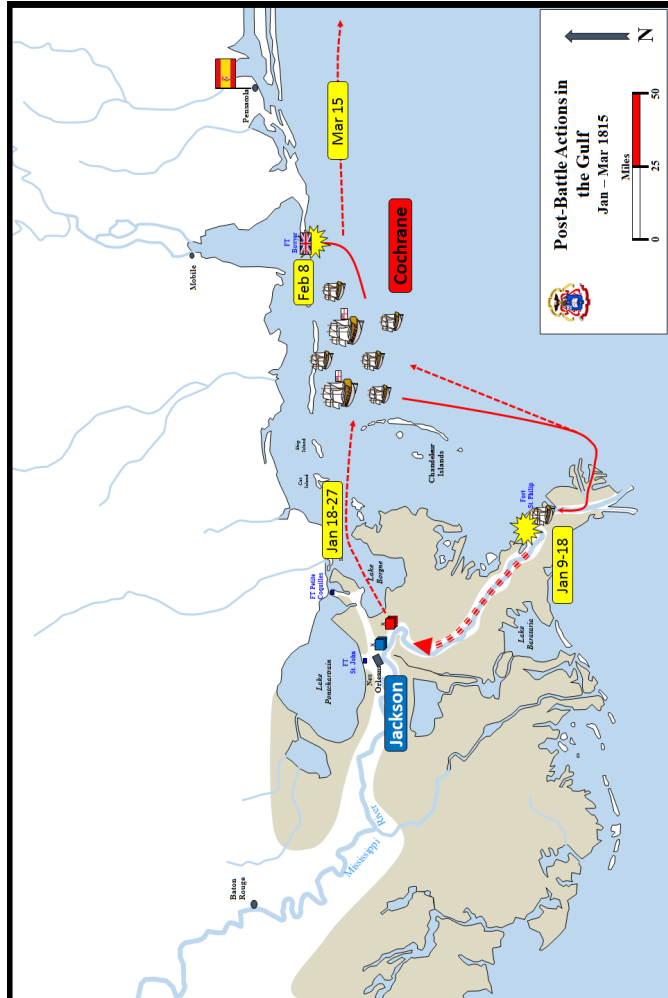 Post-Battle Actions in
the Gulf
Jan – Mar 1815
Miles
0
25
50
N
Baton
Rouge
Mississippi
River
Lake
Pontchartrain
FT
St. John
New
Orleans
Jackson
x
x
FT Petite
Coquilles
Lake
Borgne
Lake
Barataria
Jan 18-27
Jan 9-18
Fort
St. Philip
Cat
Island
Ship
Island
Chandeleur
Islands
Cochrane
Mobile
FT
Bowyer
Feb 8
Mar 15
Pensacola